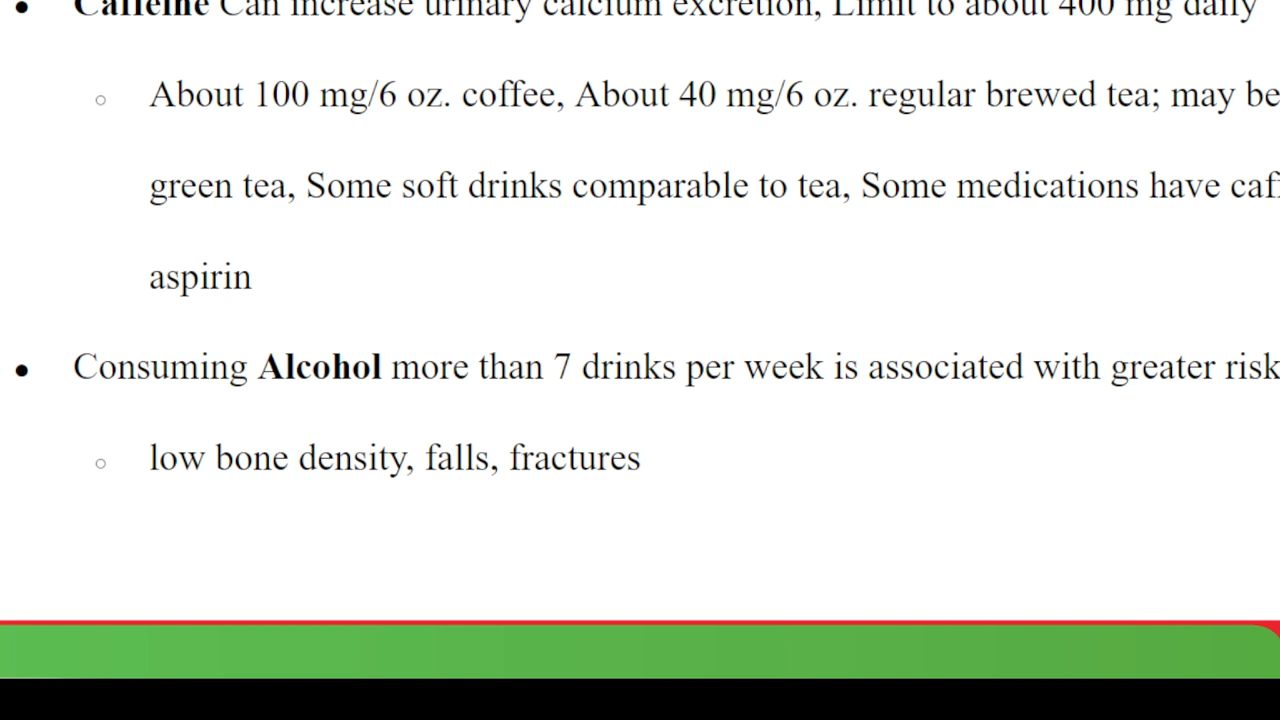 • Caffeine Can increase urinary calcium excretion, Limit to about 400 mg daily
○ About 100 mg/6 oz. coffee, About 40 mg/6 oz. regular brewed tea; may be
green tea, Some soft drinks comparable to tea, Some medications have caf
aspirin
• Consuming Alcohol more than 7 drinks per week is associated with greater risk
○ low bone density, falls, fractures